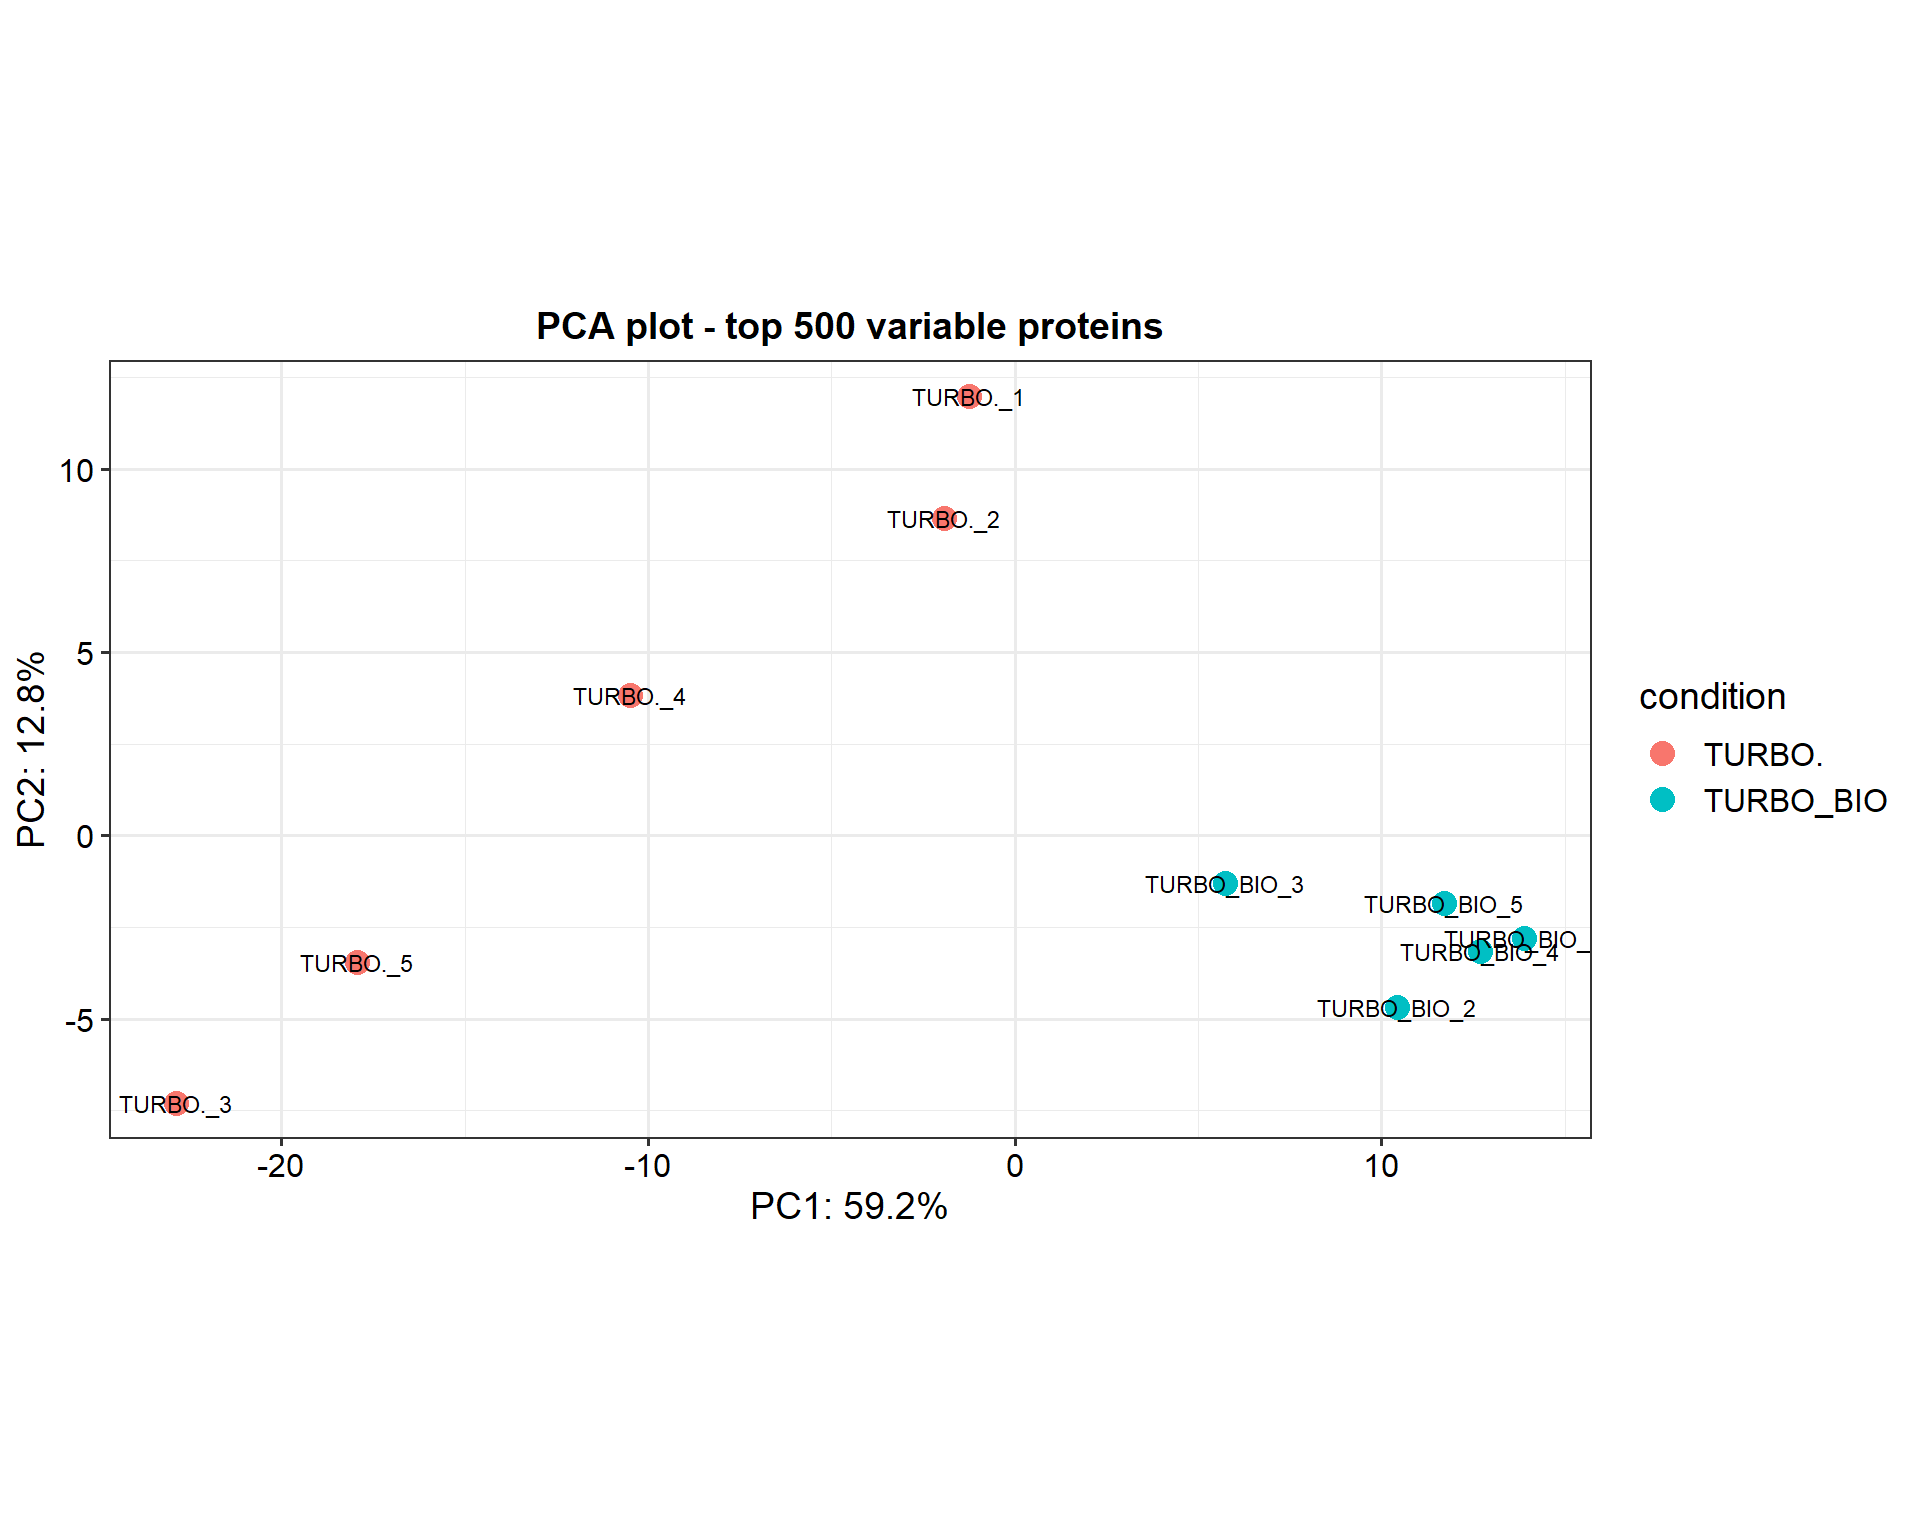 PCA plot - top 500 variable proteins
TURBO._1
10
TURBO._2
5
TURBO._4
PC2: 12.8%
condition
TURBO.
TURBO_BIO
0
TURBO_BIO_3
TURBO_BIO_5
TURBO_BIO_
TURBO_BIO_4
TURBO._5
TURBO_BIO_2
-5
TURBO._3
-20
-10
0
10
PC1: 59.2%